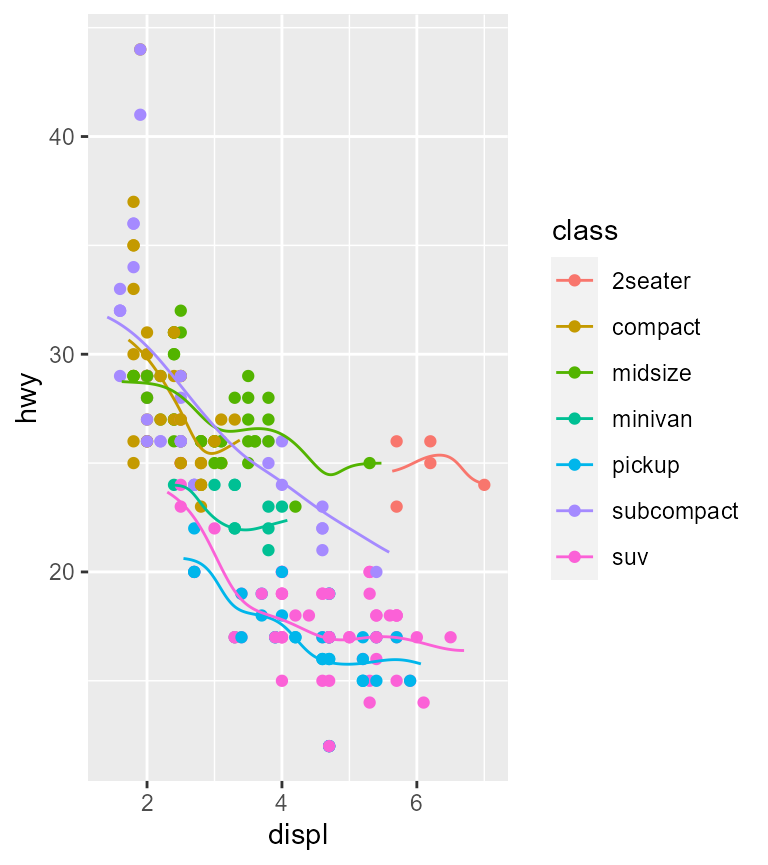 hwy
40
30
20
2
4
6
displ
class
2seater
compact
midsize
minivan
pickup
subcompact
suv